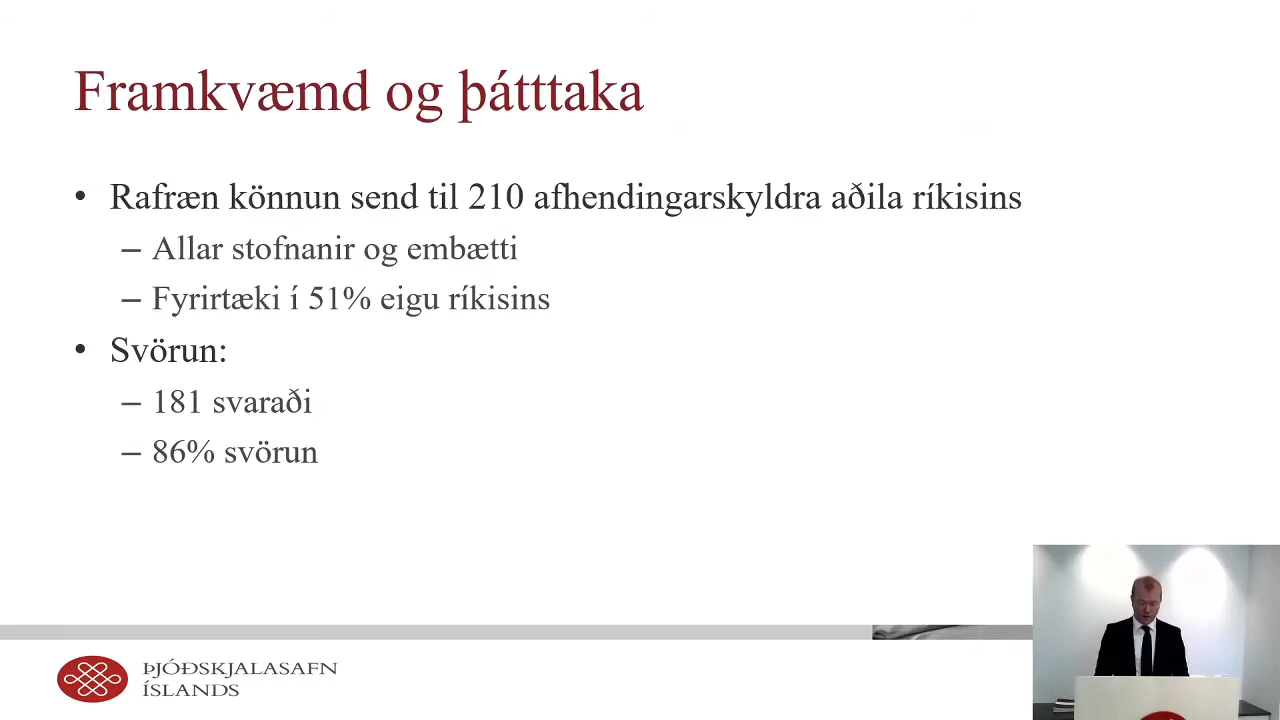 Framkvæmd og þátttaka
• Rafræn könnun send til 210 afhendingarskyldra aðila ríkisins
– Allar stofnanir og embætti
– Fyrirtæki í 51% eigu ríkisins
• Svörun:
– 181 svaraði
– 86% svörun
ÞJÓÐSKJALASAFN
ÍSLANDS